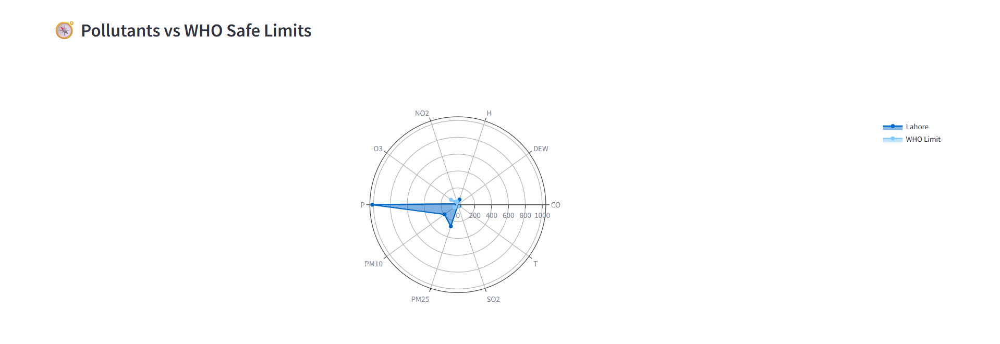 Pollutants vs WHO Safe Limits
NO2
H
Lahore
WHO Limit
O3
DEW
P
CO
0 200 400 600 800 1000
PM10
T
PM25
SO2